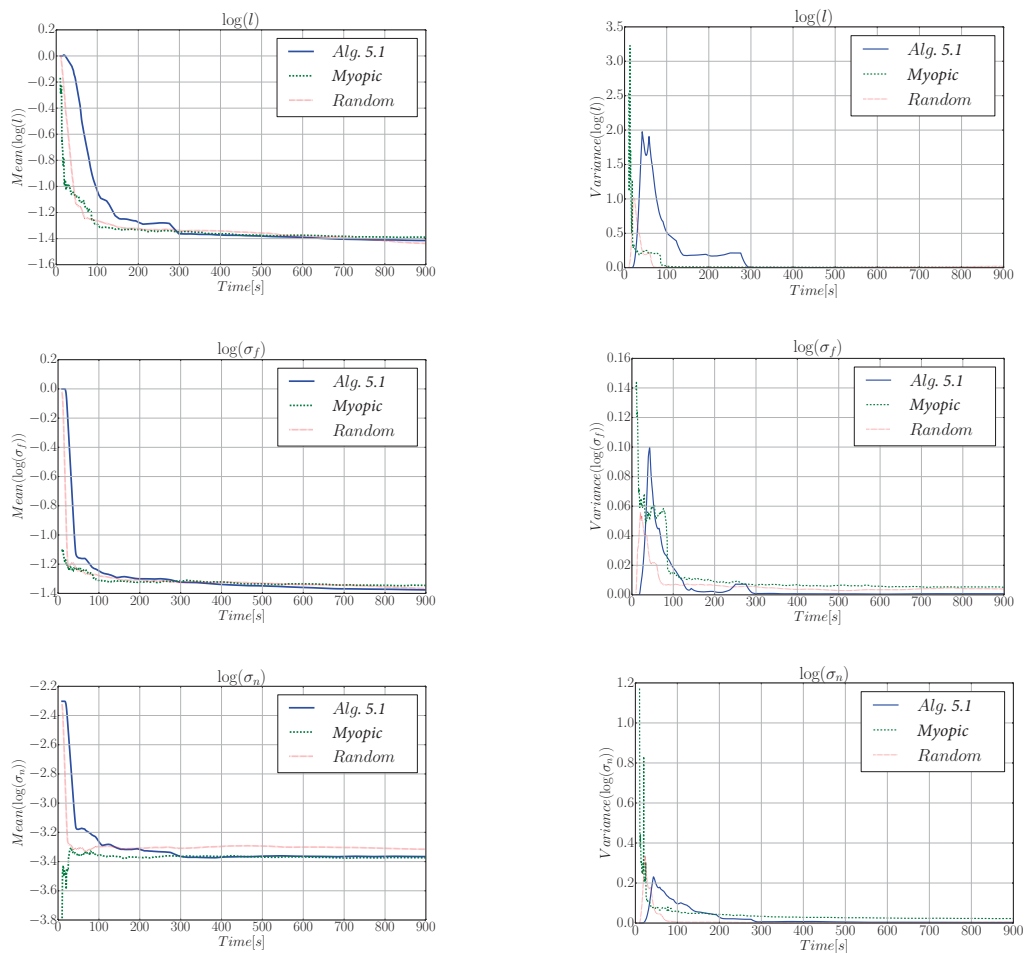 log(l)
Mean(log(l))
0.2
0.0
−0.2
−0.4
−0.6
−0.8
−1.0
−1.2
−1.4
−1.6
Alg. 5.1
Myopic
Random
0 100 200 300 400 500 600 700 800 900
Time[s]
log(l)
Variance(log(l))
3.5
3.0
2.5
2.0
1.5
1.0
0.5
0.0
Alg. 5.1
Myopic
Random
0 100 200 300 400 500 600 700 800 900
Time[s]
log(σf)
Mean(log(σf))
0.2
0.0
−0.2
−0.4
−0.6
−0.8
−1.0
−1.2
−1.4
Alg. 5.1
Myopic
Random
0 100 200 300 400 500 600 700 800 900
Time[s]
log(σf)
Variance(log(σf)
0.16
0.14
0.12
0.10
0.08
0.06
0.04
0.02
0.00
Alg. 5.1
Myopic
Random
0 100 200 300 400 500 600 700 800 900
Time[s]
log(σn)
Mean(log(σn))
−2.2
−2.4
−2.6
−2.8
−3.0
−3.2
−3.4
−3.6
−3.8
Alg. 5.1
Myopic
Random
0 100 200 300 400 500 600 700 800 900
Time[s]
log(σn)
Variance(log(σn))
1.2
1.0
0.8
0.6
0.4
0.2
0.0
Alg. 5.1
Myopic
Random
0 100 200 300 400 500 600 700 800 900
Time[s]